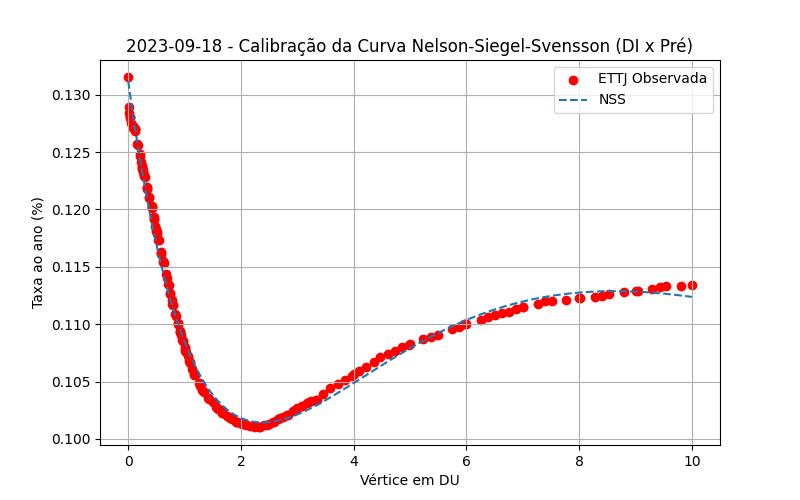 2023-09-18 - Calibração da Curva Nelson-Siegel-Svensson (DI x Pré)
ETTJ Observada
NSS
Taxa ao ano (%)
0.130
0.125
0.120
0.115
0.110
0.105
0.100
0 2 4 6 8 10
Vértice em DU